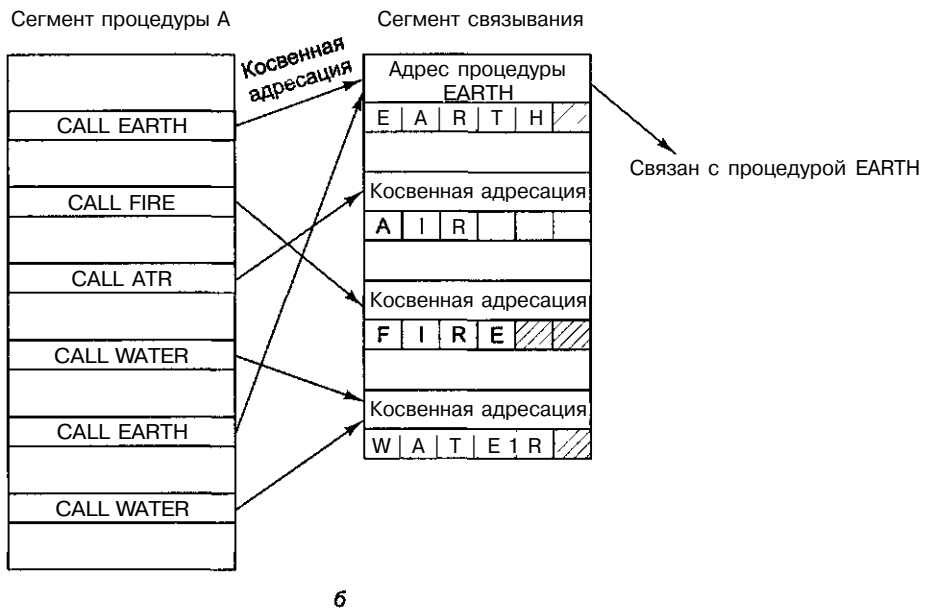 Сегмент процедуры A
Сегмент связывания
Косвенная
адресация
Адрес процедуры
EARTH
E A R T H
CALL EARTH
Связан с процедурой EARTH
Косвенная адресация
CALL FIRE
A I R
CALL ATR
Косвенная адресация
F I R E
CALL WATER
Косвенная адресация
CALL EARTH
W A T E1R
CALL WATER
б